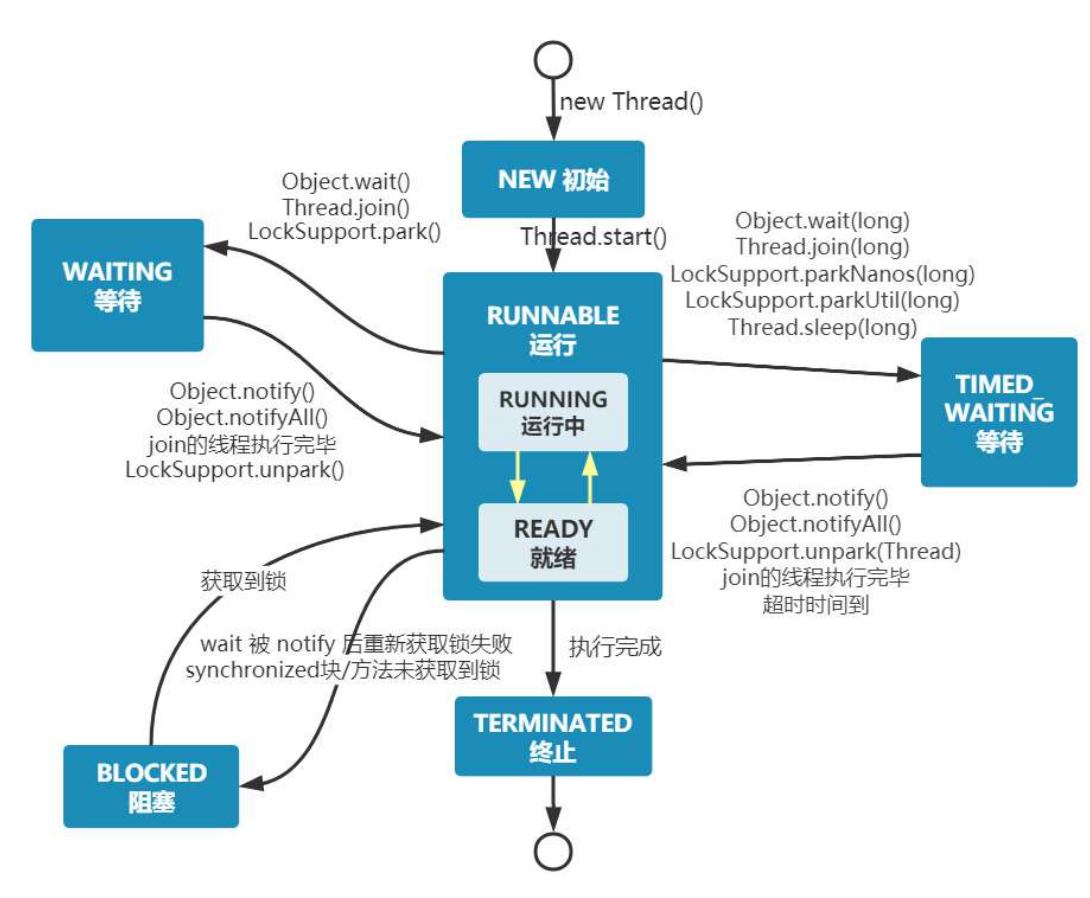 new Thread()
NEW 初始
Thread.start()
Object.wait()
Thread.join()
LockSupport.park()
WAITING
等待
Object.wait(long)
Thread.join(long)
LockSupport.parkNanos(long)
LockSupport.parkUtil(long)
Thread.sleep(long)
RUNNABLE
运行
RUNNING
运行中
READY
就绪
TIMED_
WAITING
等待
Object.notify()
Object.notifyAll()
join的线程执行完毕
LockSupport.unpark()
Object.notify()
Object.notifyAll()
LockSupport.unpark(Thread)
join的线程执行完毕
超时时间到
获取到锁
wait 被 notify 后重新获取锁失败
synchronized块/方法未获取到锁
执行完成
TERMINATED
终止
BLOCKED
阻塞